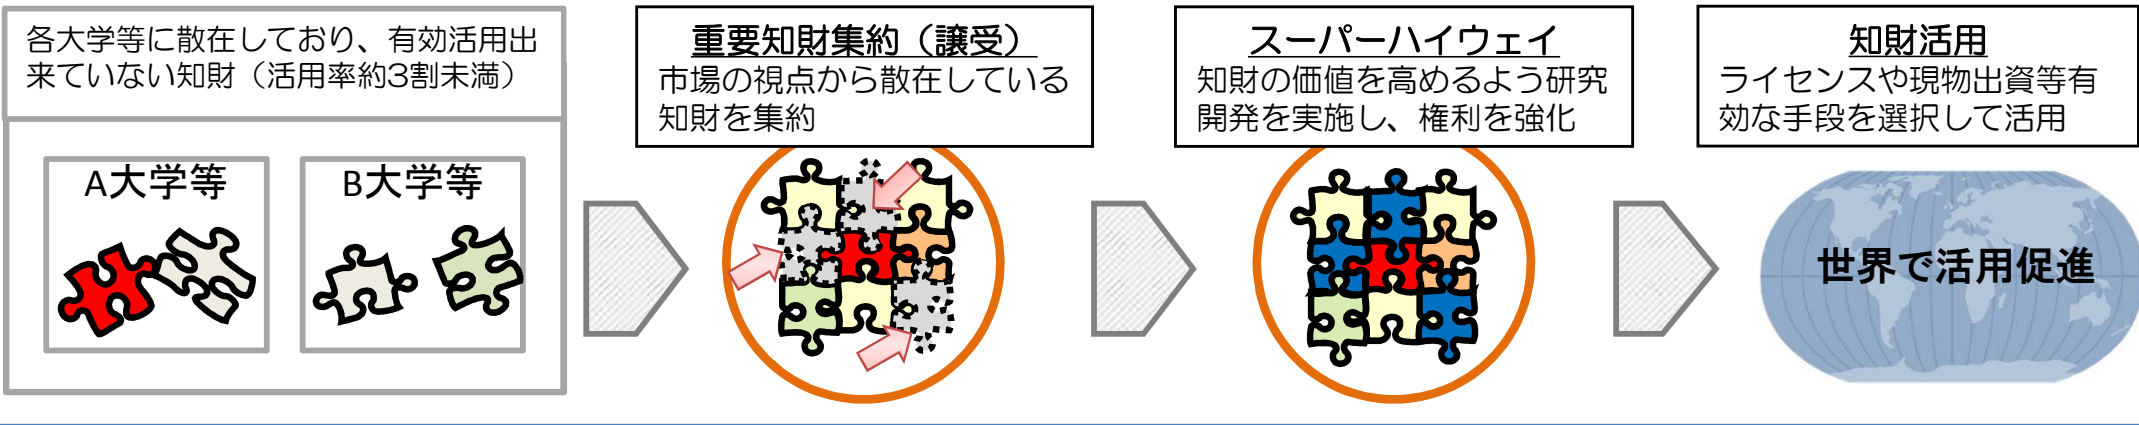 各大学等に散在しており、有効活用出
来ていない知財（活用率約3割未満）
A大学等
B大学等
重要知財集約（譲受）
市場の視点から散在している
知財を集約
スーパーハイウェイ
知財の価値を高めるよう研究
開発を実施し、権利を強化
知財活用
ライセンスや現物出資等有
効な手段を選択して活用
世界で活用促進